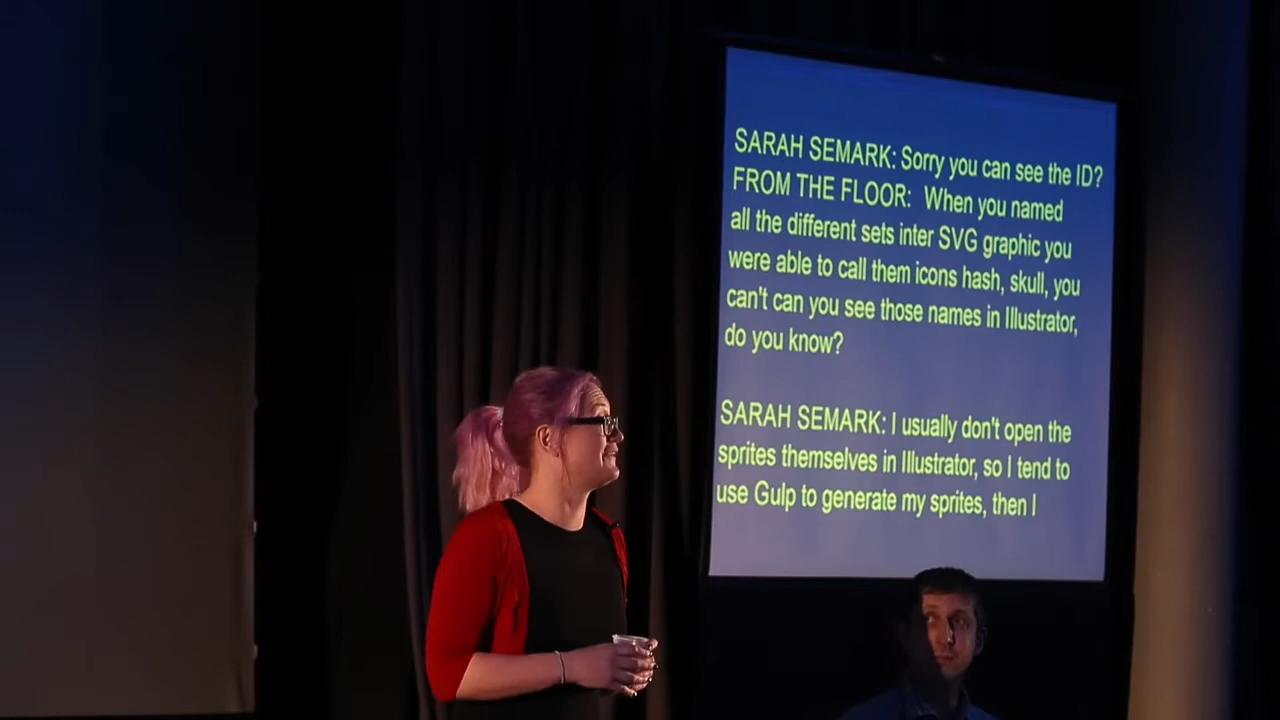 SARAH SEMARK: Sorry you can see the ID?
FROM THE FLOOR: When you named
all the different sets inter SVG graphic you
were able to call them icons hash, skull, you
can't can you see those names in Illustrator,
do you know?
SARAH SEMARK: I usually don't open the
sprites themselves in Illustrator, so I tend to
use Gulp to generate my sprites, then I